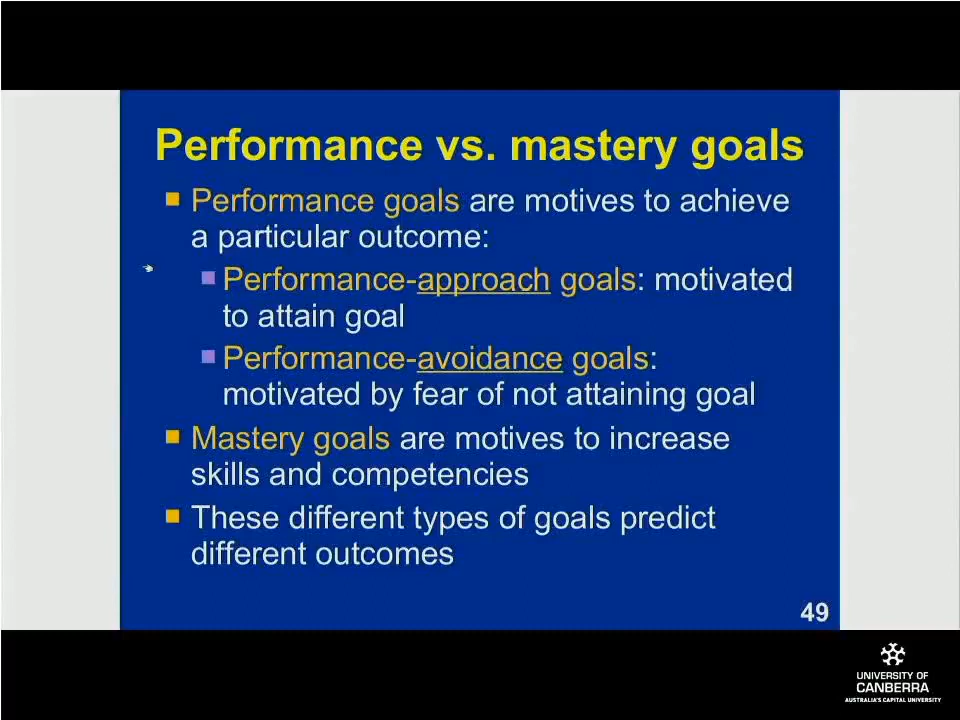 Performance vs. mastery goals
Performance goals are motives to achieve
a particular outcome:
Performance-approach goals: motivated
to attain goal
Performance-avoidance goals:
motivated by fear of not attaining goal
Mastery goals are motives to increase
skills and competencies
These different types of goals predict
different outcomes
49
UNIVERSITY OF
CANBERRA
AUSTRALIA'S CAPITAL UNIVERSITY